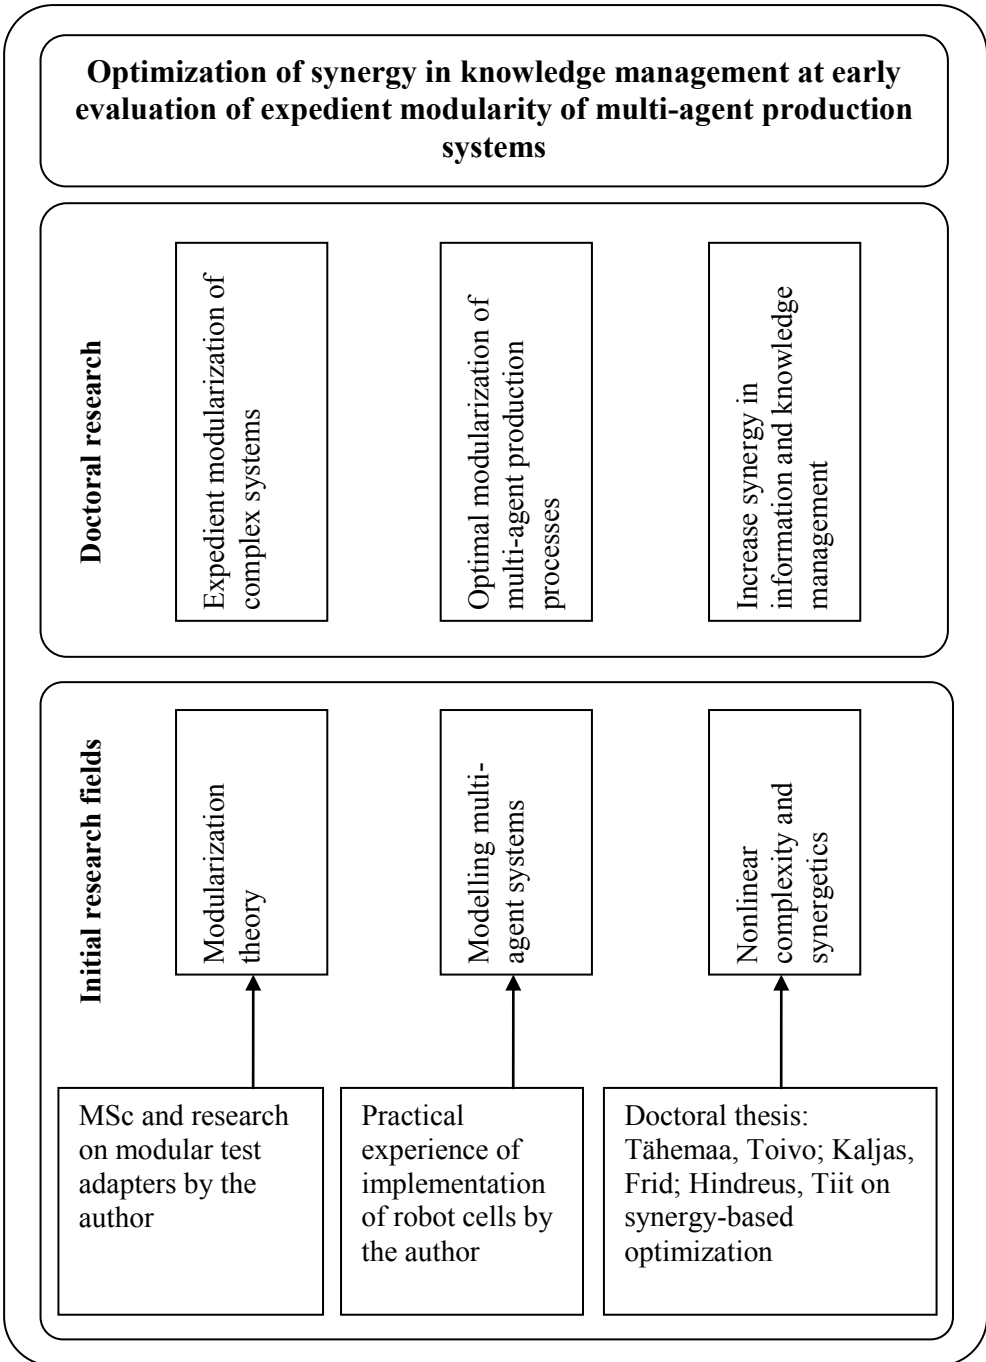 Optimization of synergy in knowledge management at early
evaluation of expedient modularity of multi-agent production
systems
Doctoral research
Expedient modularization of
complex systems
Optimal modularization of
multi-agent production
processes
Increase synergy in
information and knowledge
management
Initial research fields
Modularization
theory
Modelling multi-
agent systems
Nonlinear
complexity and
synergetics
MSc and research
on modular test
adapters by the
author
Practical
experience of
implementation
of robot cells by
the author
Doctoral thesis:
Tähemaa, Toivo; Kaljas,
Frid; Hindreus, Tiit on
synergy-based
optimization